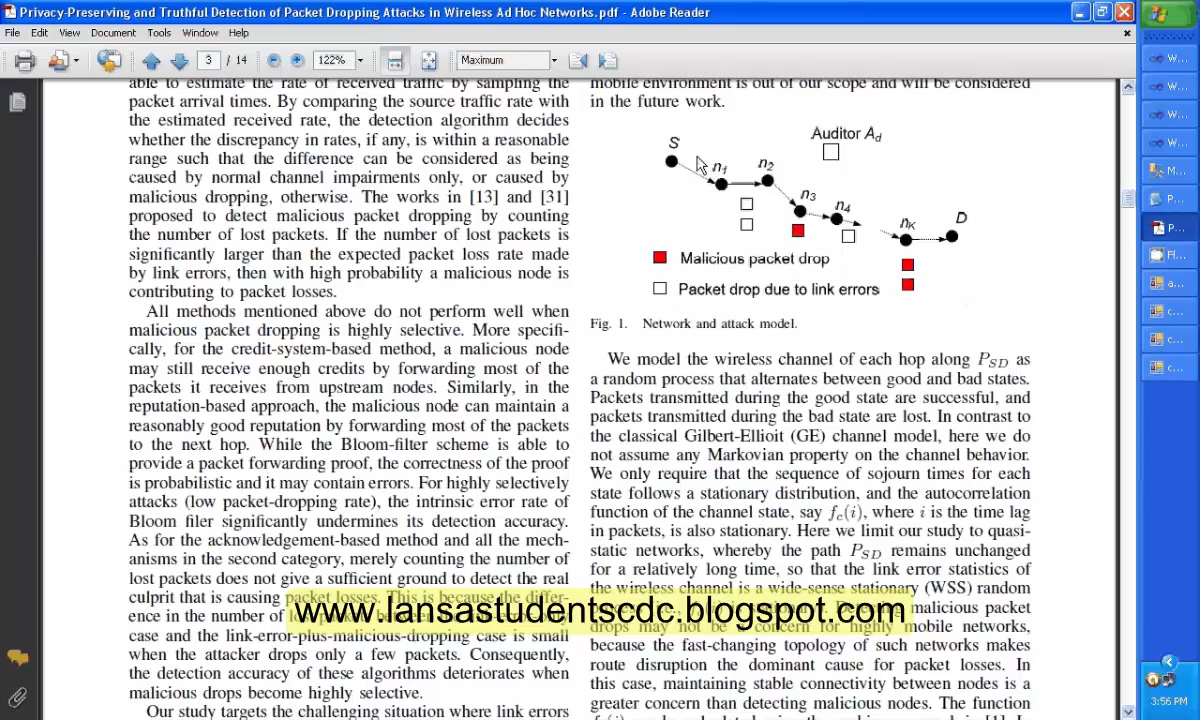 Privacy-Preserving and Truthful Detection of Packet Dropping Attacks in Wireless Ad Hoc Networks.pdf - Adobe Reader
File Edit View Document Tools Window Help
3 / 14 122% Maximum
able to estimate the rate of received traffic by sampling the
packet arrival times. By comparing the source traffic rate with
the estimated received rate, the detection algorithm decides
whether the discrepancy in rates, if any, is within a reasonable
range such that the difference can be considered as being
caused by normal channel impairments only, or caused by
malicious dropping, otherwise. The works in [13] and [31]
proposed to detect malicious packet dropping by counting
the number of lost packets. If the number of lost packets is
significantly larger than the expected packet loss rate made
by link errors, then with high probability a malicious node is
contributing to packet losses.
All methods mentioned above do not perform well when
malicious packet dropping is highly selective. More specifi-
cally, for the credit-system-based method, a malicious node
may still receive enough credits by forwarding most of the
packets it receives from upstream nodes. Similarly, in the
reputation-based approach, the malicious node can maintain a
reasonably good reputation by forwarding most of the packets
to the next hop. While the Bloom-filter scheme is able to
provide a packet forwarding proof, the correctness of the proof
is probabilistic and it may contain errors. For highly selectively
attacks (low packet-dropping rate), the intrinsic error rate of
Bloom filer significantly undermines its detection accuracy.
As for the acknowledgement-based method and all the mech-
anisms in the second category, merely counting the number of
lost packets does not give a sufficient ground to detect the real
culprit that is causing packet losses. This is because the differ-
ence in the number of
case and the link-error-plus-malicious-dropping case is small
when the attacker drops only a few packets. Consequently,
the detection accuracy of these algorithms deteriorates when
malicious drops become highly selective.
Our study targets the challenging situation where link errors
mobile environment is out of our scope and will be considered
in the future work.
Auditor Ad
S
n1
n2
n3
n4
nK
D
Malicious packet drop
Packet drop due to link errors
Fig. 1. Network and attack model.
We model the wireless channel of each hop along PSD as
a random process that alternates between good and bad states.
Packets transmitted during the good state are successful, and
packets transmitted during the bad state are lost. In contrast to
the classical Gilbert-Ellioit (GE) channel model, here we do
not assume any Markovian property on the channel behavior.
We only require that the sequence of sojourn times for each
state follows a stationary distribution, and the autocorrelation
function of the channel state, say fc(i), where i is the time lag
in packets, is also stationary. Here we limit our study to quasi-
static networks, whereby the path PSD remains unchanged
for a relatively long time, so that the link error statistics of
the wireless channel is a wide-sense stationary (WSS) random
malicious packet
drops may not be a concern for highly mobile networks,
because the fast-changing topology of such networks makes
route disruption the dominant cause for packet losses. In
this case, maintaining stable connectivity between nodes is a
greater concern than detecting malicious nodes. The function
www.lansastudentscdc.blogspot.com
W...
W...
W...
W...
M...
P...
P...
Fl...
a...
c...
c...
c...
3:56 PM